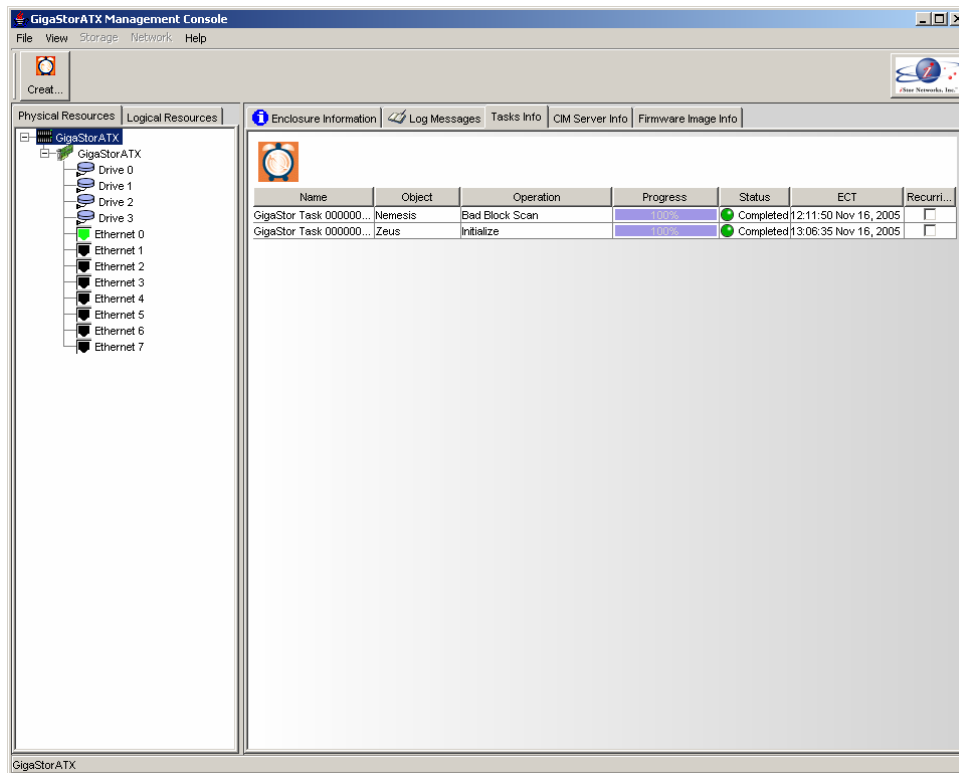 GigaStorATX Management Console
File View Storage Network Help
Creat...
iStor Networks, Inc.
Physical Resources Logical Resources
Enclosure Information Log Messages Tasks Info CIM Server Info Firmware Image Info
GigaStorATX
GigaStorATX
Drive 0
Drive 1
Drive 2
Drive 3
Ethernet 0
Ethernet 1
Ethernet 2
Ethernet 3
Ethernet 4
Ethernet 5
Ethernet 6
Ethernet 7
Name Object Operation Progress Status ECT Recurri...
GigaStor Task 000000... Nemesis Bad Block Scan 100% Completed 12:11:50 Nov 16, 2005
GigaStor Task 000000... Zeus Initialize 100% Completed 13:06:35 Nov 16, 2005
GigaStorATX